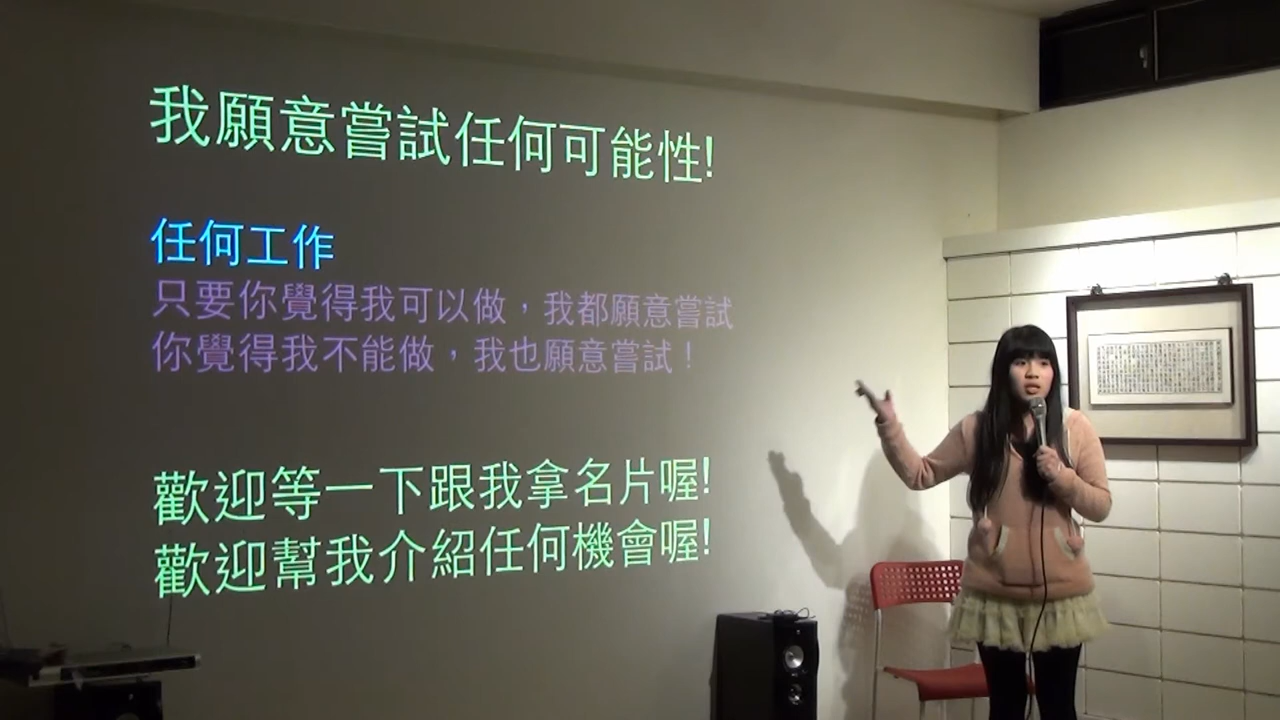 我願意嘗試任何可能性!
任何工作
只要你覺得我可以做，我都願意嘗試
你覺得我不能做，我也願意嘗試！
歡迎等一下跟我拿名片喔!
歡迎幫我介紹任何機會喔!